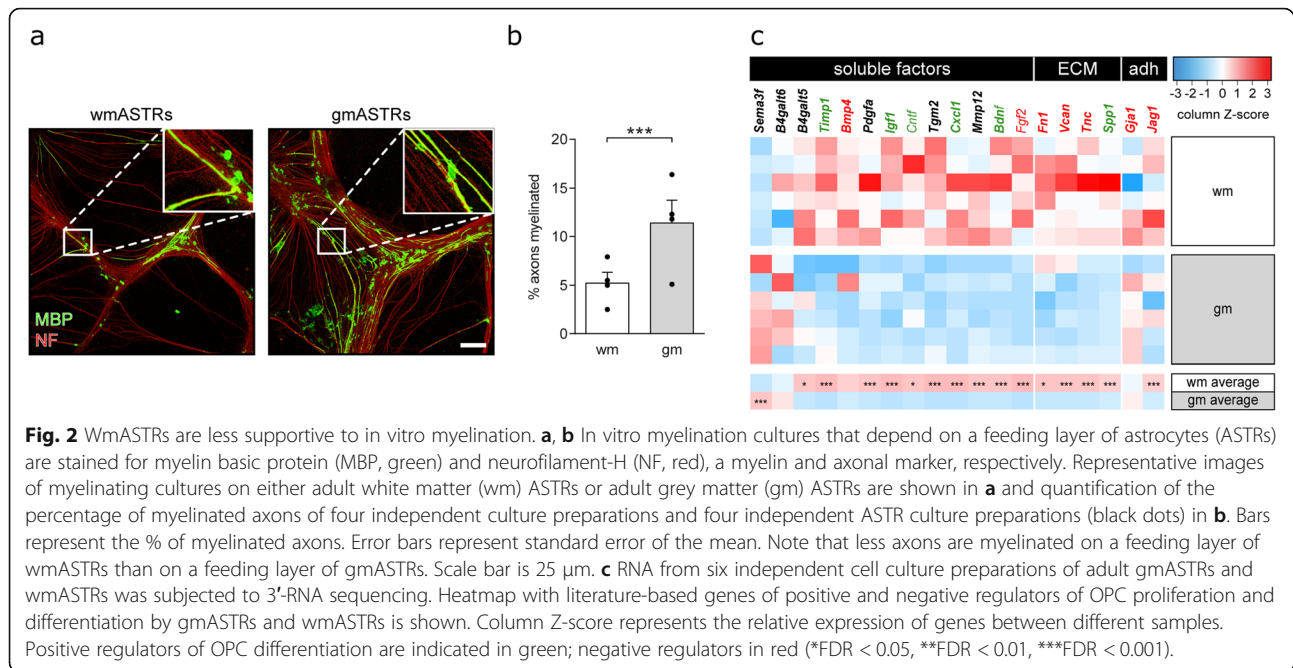 a
wmASTRs
gmASTRs
MBP
NF
b
***
% axons myelinated
20
15
10
5
0
wm
gm
c
soluble factors
ECM
adh
-3 -2 -1 0 1 2 3
column Z-score
Sema3f
B4galt6
B4galt5
Timp1
Bmp4
Pdgfa
Igf1
Cntf
Tgm2
Cxcl1
Mmp12
Bdnf
Fgf2
Fn1
Vcan
Tnc
Spp1
Gja1
Jag1
wm
gm
* *** *** *** * *** *** *** *** *** * *** *** *** ***
wm average
***
gm average
Fig. 2 WmASTRs are less supportive to in vitro myelination. a, b In vitro myelination cultures that depend on a feeding layer of astrocytes (ASTRs)
are stained for myelin basic protein (MBP, green) and neurofilament-H (NF, red), a myelin and axonal marker, respectively. Representative images
of myelinating cultures on either adult white matter (wm) ASTRs or adult grey matter (gm) ASTRs are shown in a and quantification of the
percentage of myelinated axons of four independent culture preparations and four independent ASTR culture preparations (black dots) in b. Bars
represent the % of myelinated axons. Error bars represent standard error of the mean. Note that less axons are myelinated on a feeding layer of
wmASTRs than on a feeding layer of gmASTRs. Scale bar is 25 μm. c RNA from six independent cell culture preparations of adult gmASTRs and
wmASTRs was subjected to 3′-RNA sequencing. Heatmap with literature-based genes of positive and negative regulators of OPC proliferation and
differentiation by gmASTRs and wmASTRs is shown. Column Z-score represents the relative expression of genes between different samples.
Positive regulators of OPC differentiation are indicated in green; negative regulators in red (*FDR < 0.05, **FDR < 0.01, ***FDR < 0.001).